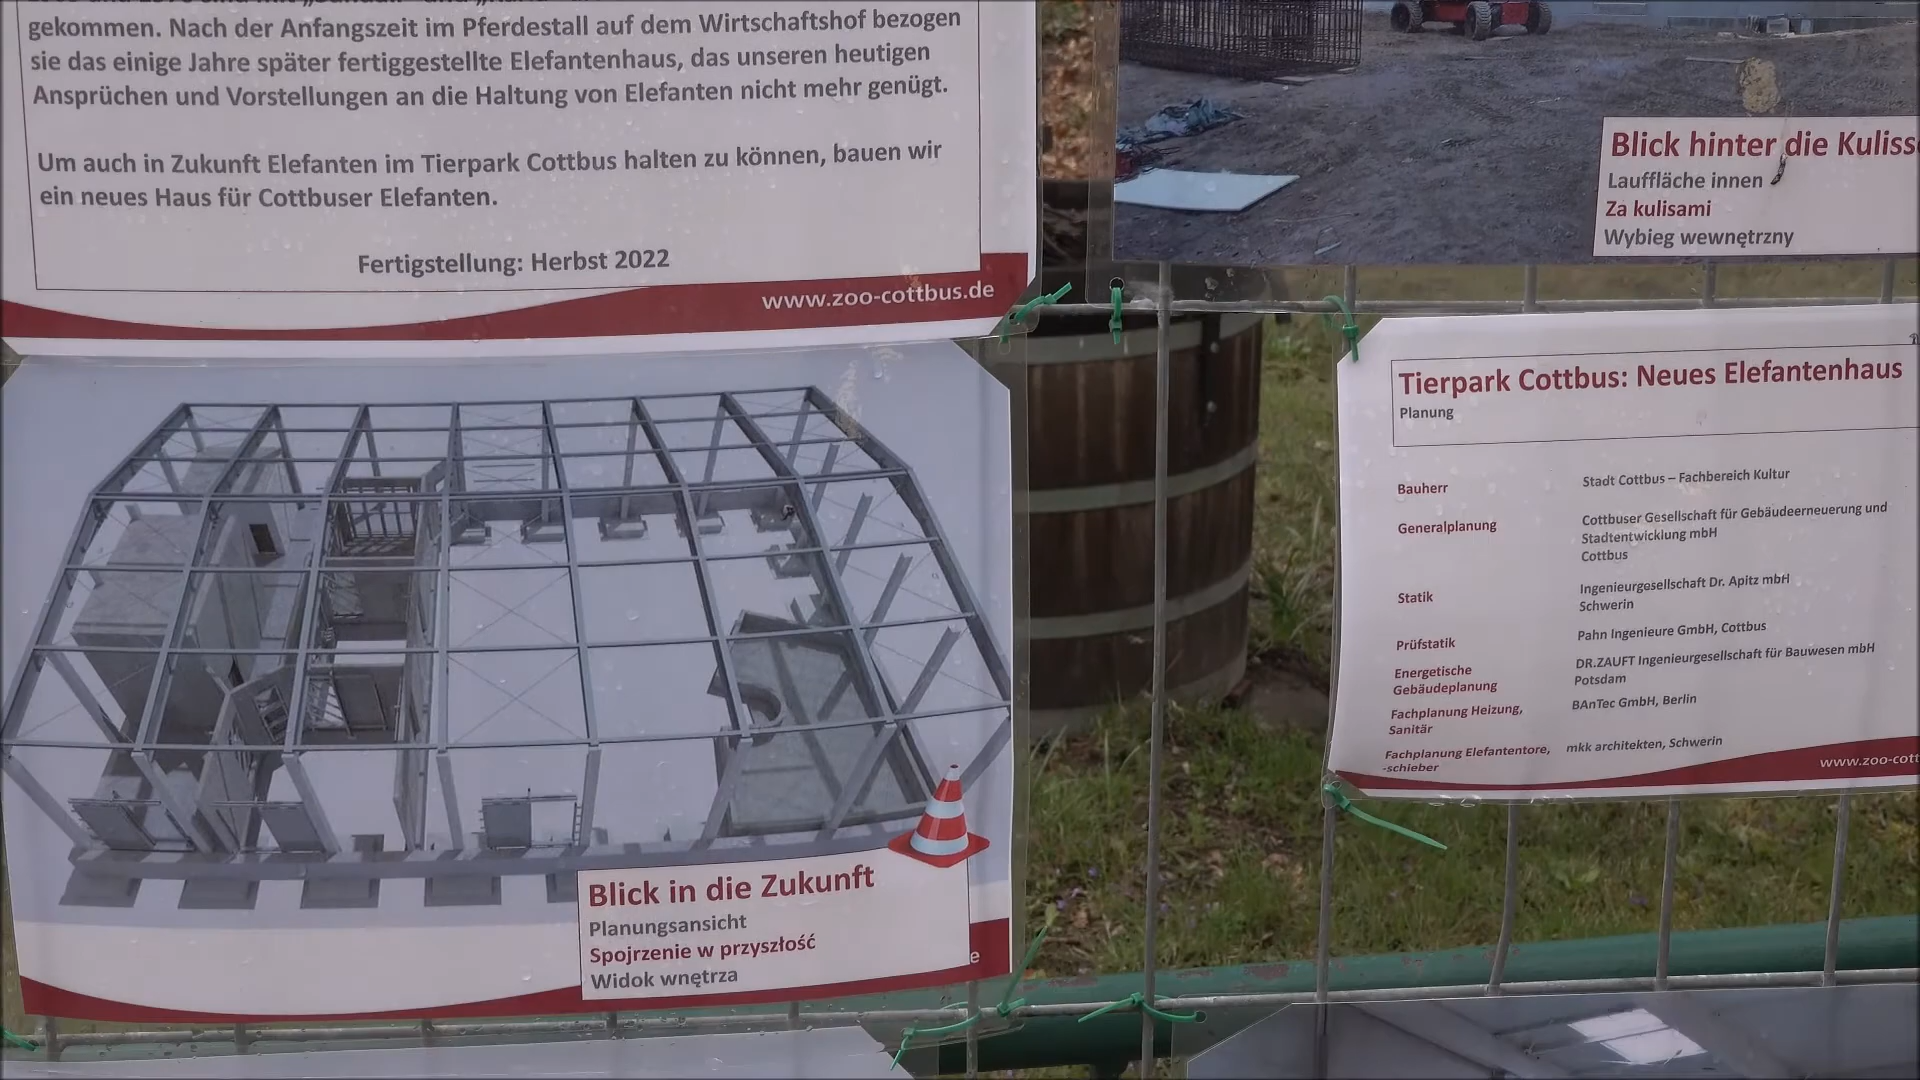 gekommen. Nach der Anfangszeit im Pferdestall auf dem Wirtschaftshof bezogen
sie das einige Jahre später fertiggestellte Elefantenhaus, das unseren heutigen
Ansprüchen und Vorstellungen an die Haltung von Elefanten nicht mehr genügt.
Um auch in Zukunft Elefanten im Tierpark Cottbus halten zu können, bauen wir
ein neues Haus für Cottbuser Elefanten.
Fertigstellung: Herbst 2022
www.zoo-cottbus.de
Blick hinter die Kuliss
Lauffläche innen
Za kulisami
Wybieg wewnętrzny
Blick in die Zukunft
Planungsansicht
Spojrzenie w przyszłość
Widok wnętrza
e
Tierpark Cottbus: Neues Elefantenhaus
Planung
Bauherr Stadt Cottbus – Fachbereich Kultur
Generalplanung Cottbuser Gesellschaft für Gebäudeerneuerung und
Stadtentwicklung mbH
Cottbus
Statik Ingenieurgesellschaft Dr. Apitz mbH
Schwerin
Prüfstatik Pahn Ingenieure GmbH, Cottbus
Energetische DR.ZAUFT Ingenieurgesellschaft für Bauwesen mbH
Gebäudeplanung Potsdam
Fachplanung Heizung, BAnTec GmbH, Berlin
Sanitär
Fachplanung Elefantentore, mkk architekten, Schwerin
-schieber
www.zoo-cott